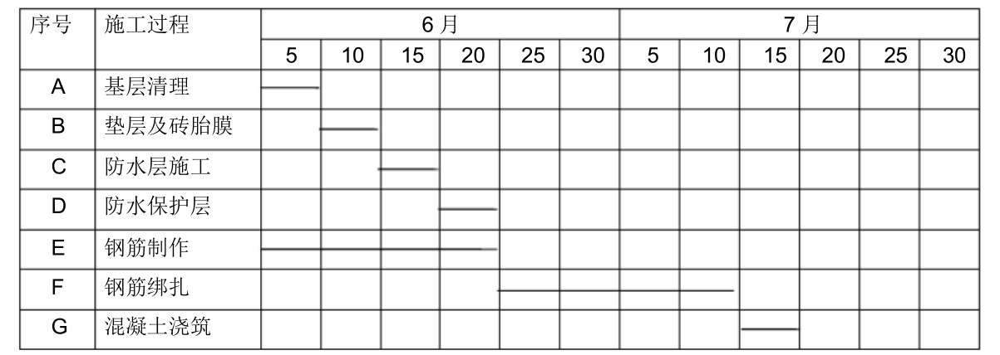 序号 施工过程 6月 7月
5 10 15 20 25 30 5 10 15 20 25 30
A 基层清理
B 垫层及砖胎膜
C 防水层施工
D 防水保护层
E 钢筋制作
F 钢筋绑扎
G 混凝土浇筑